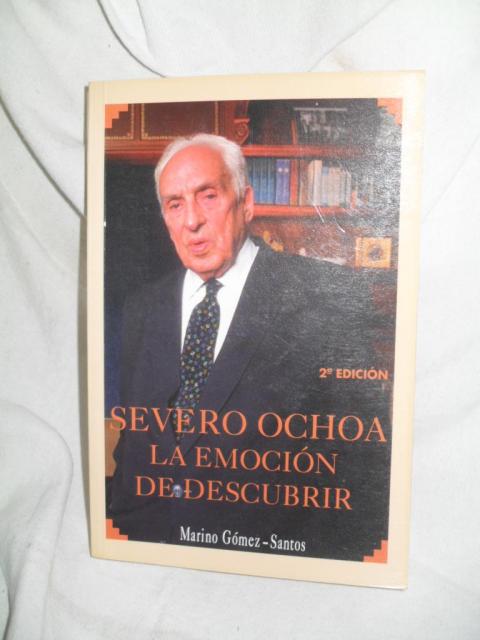 2ª EDICIÓN
SEVERO OCHOA
LA EMOCIÓN
DE DESCUBRIR
Marino Gómez-Santos